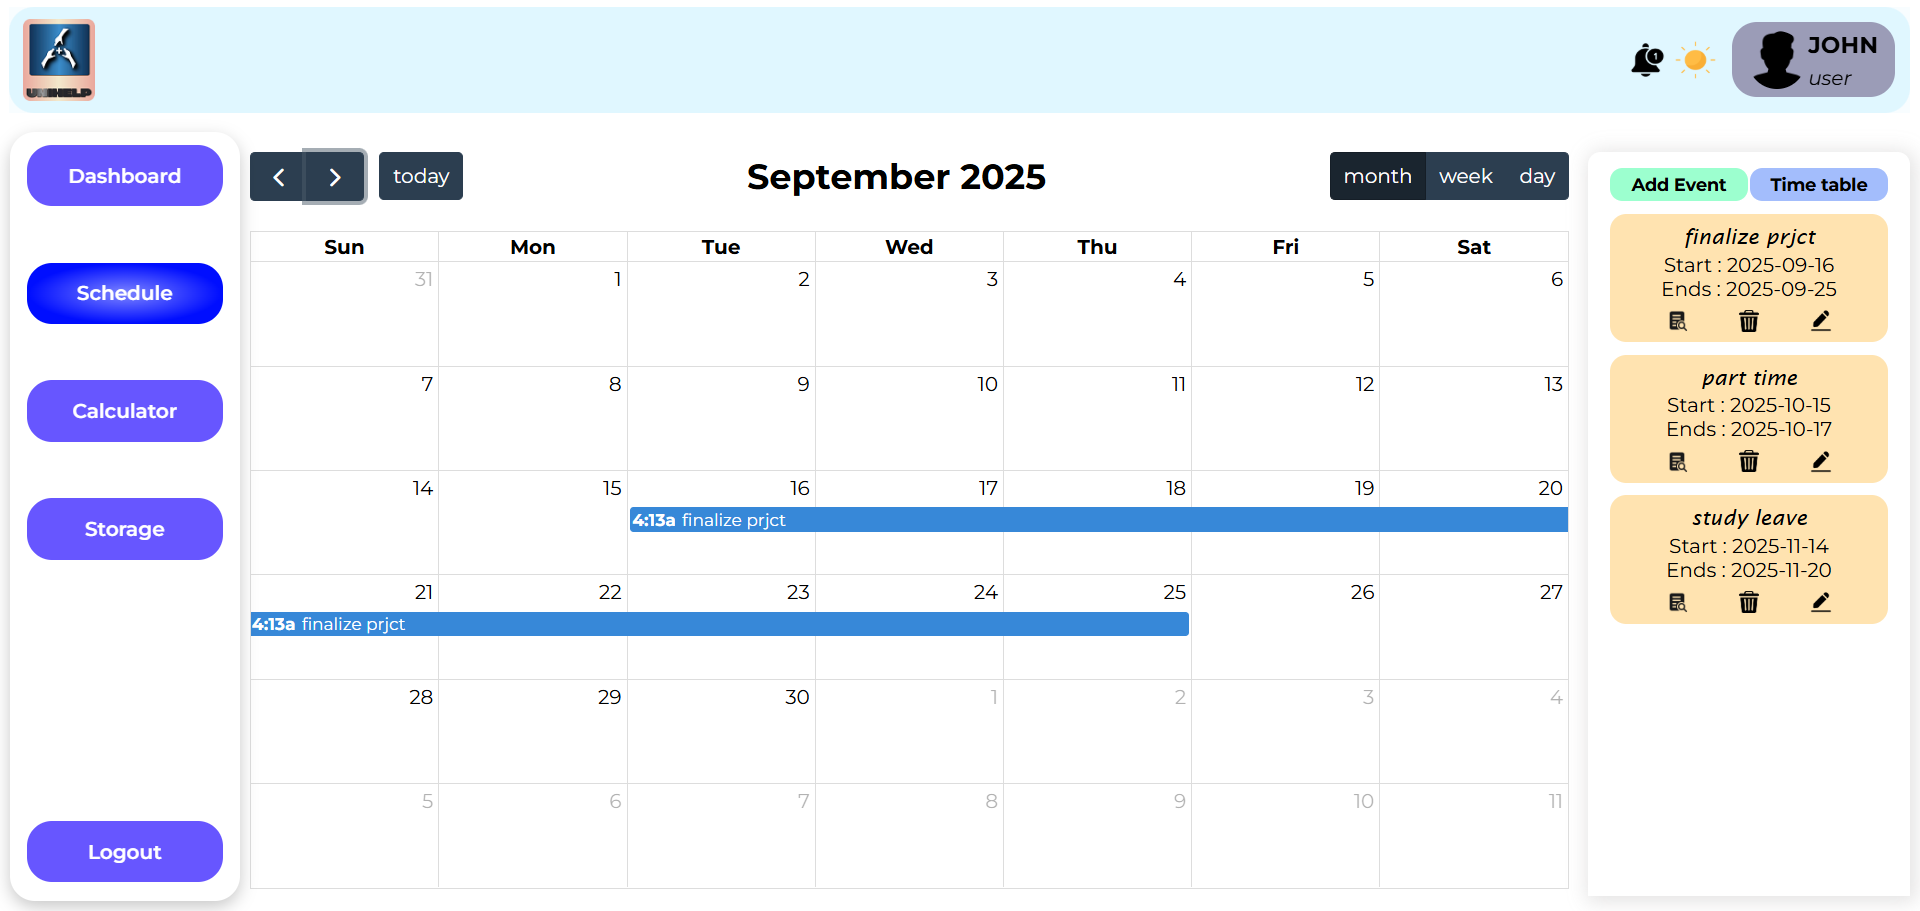 UNIHELP
1
JOHN
user
Dashboard
Schedule
Calculator
Storage
Logout
today
September 2025
month week day
Sun Mon Tue Wed Thu Fri Sat
31 1 2 3 4 5 6
7 8 9 10 11 12 13
14 15 16 17 18 19 20
4:13a finalize prjct
21 22 23 24 25 26 27
4:13a finalize prjct
28 29 30 1 2 3 4
5 6 7 8 9 10 11
Add Event Time table
finalize prjct
Start : 2025-09-16
Ends : 2025-09-25
part time
Start : 2025-10-15
Ends : 2025-10-17
study leave
Start : 2025-11-14
Ends : 2025-11-20